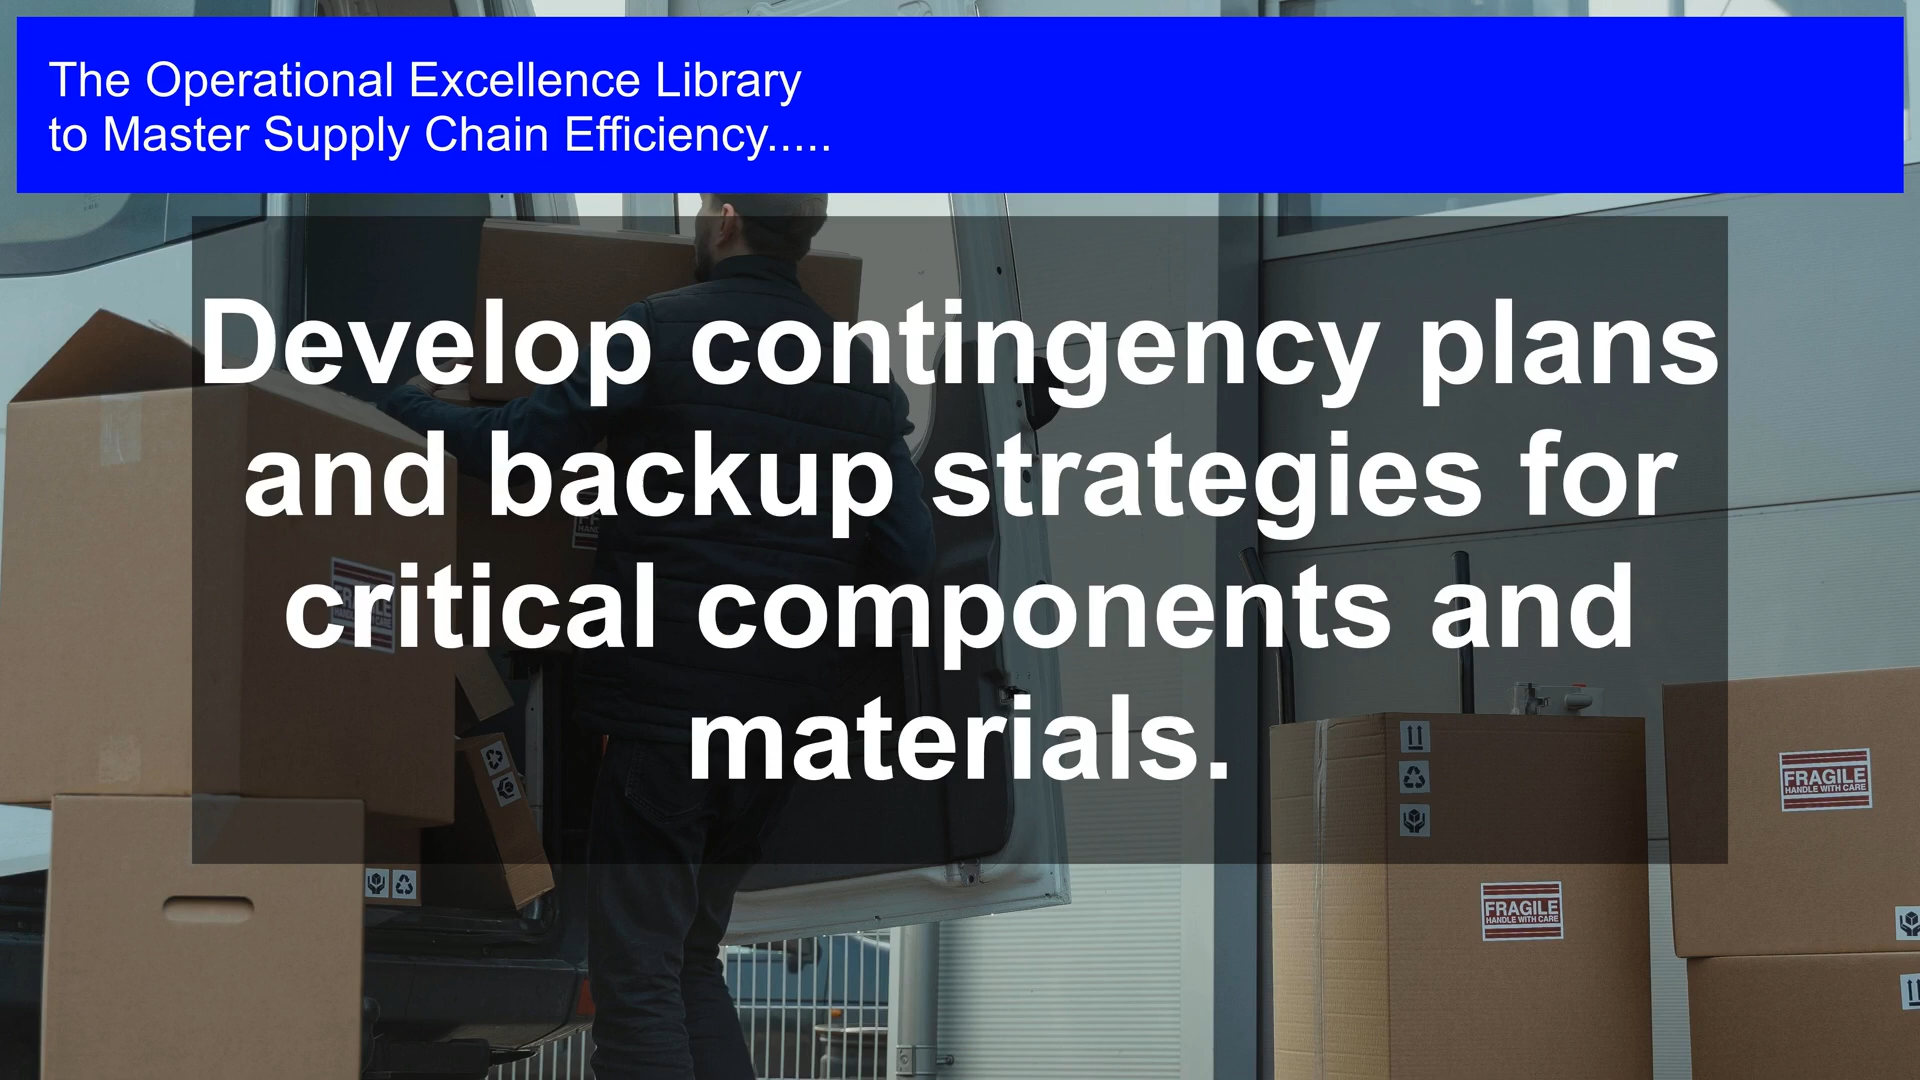 The Operational Excellence Library
to Master Supply Chain Efficiency.....
Develop contingency plans
and backup strategies for
critical components and
materials.
FRAGILE
HANDLE WITH CARE
FRAGILE
HANDLE WITH CARE